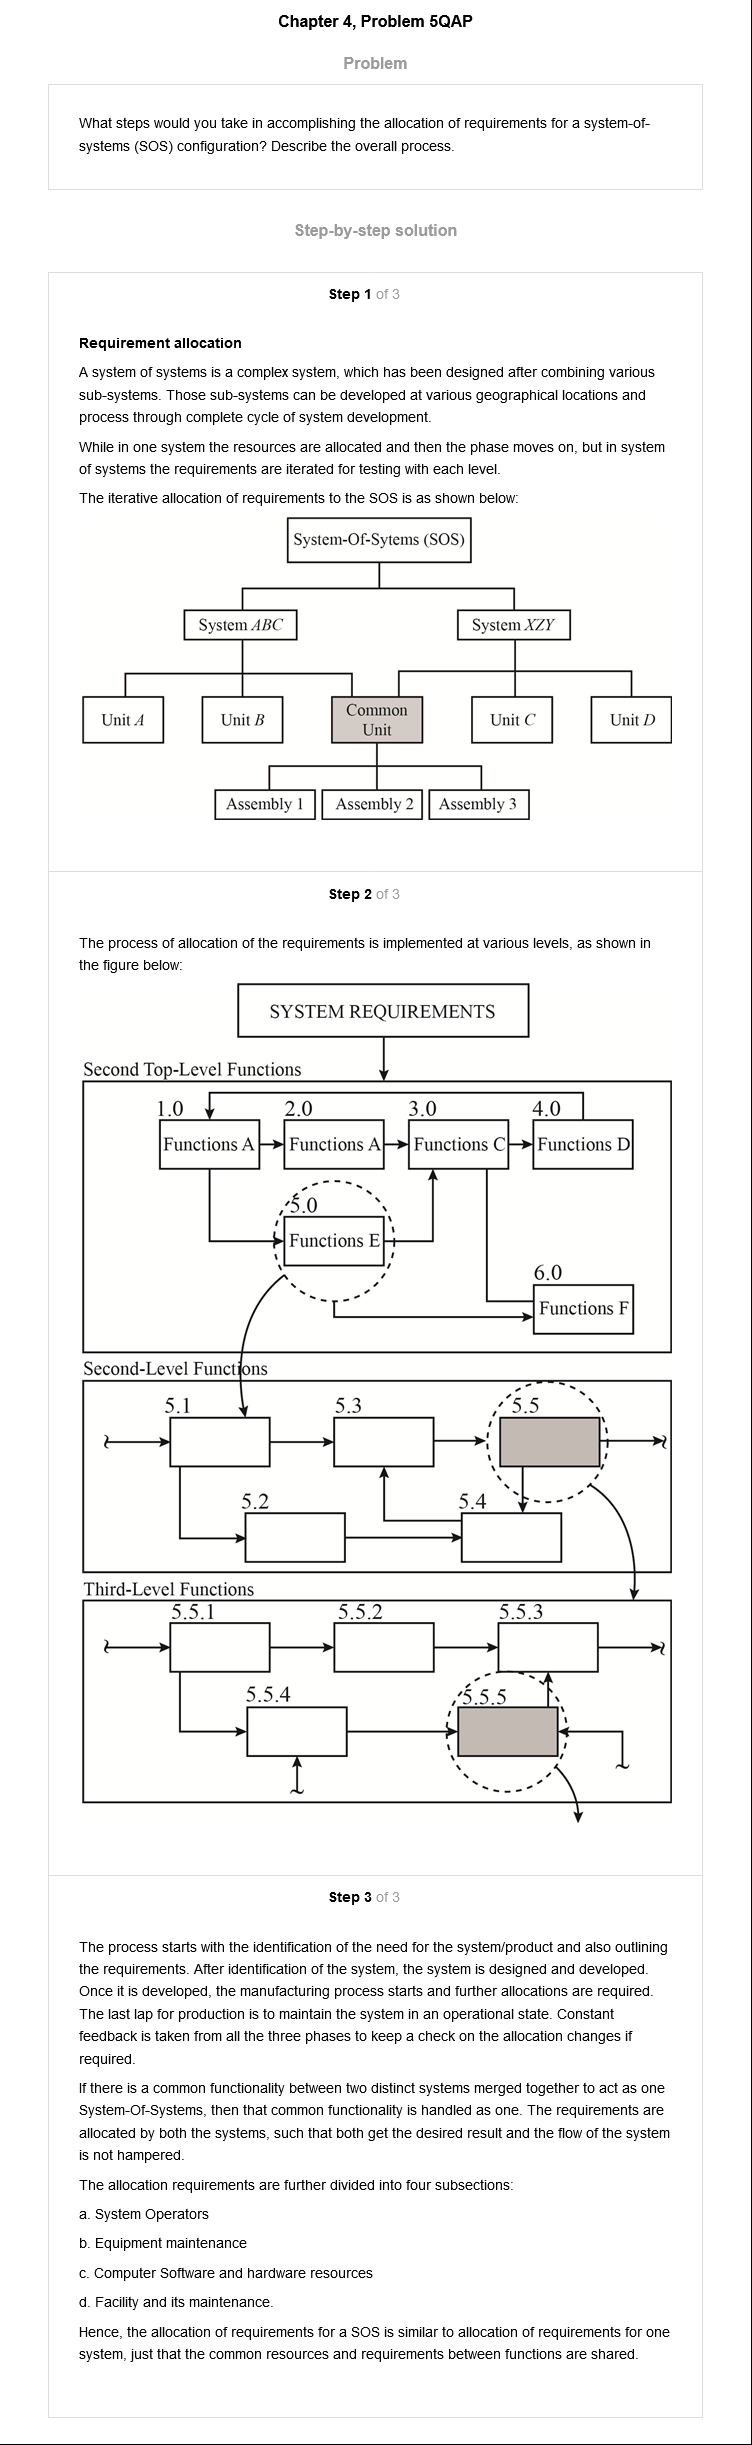 Chapter 4, Problem 5QAP
Problem
What steps would you take in accomplishing the allocation of requirements for a system-of-
systems (SOS) configuration? Describe the overall process.
Step-by-step solution
Step 1 of 3
Requirement allocation
A system of systems is a complex system, which has been designed after combining various
sub-systems. Those sub-systems can be developed at various geographical locations and
process through complete cycle of system development.
While in one system the resources are allocated and then the phase moves on, but in system
of systems the requirements are iterated for testing with each level.
The iterative allocation of requirements to the SOS is as shown below:
System-Of-Sytems (SOS)
System ABC
System XZY
Unit A
Unit B
Common
Unit
Unit C
Unit D
Assembly 1
Assembly 2
Assembly 3
Step 2 of 3
The process of allocation of the requirements is implemented at various levels, as shown in
the figure below:
SYSTEM REQUIREMENTS
Second Top-Level Functions
1.0
2.0
3.0
4.0
Functions A
Functions A
Functions C
Functions D
5.0
Functions E
6.0
Functions F
Second-Level Functions
5.1
5.3
5.5
5.2
5.4
Third-Level Functions
5.5.1
5.5.2
5.5.3
5.5.4
5.5.5
Step 3 of 3
The process starts with the identification of the need for the system/product and also outlining
the requirements. After identification of the system, the system is designed and developed.
Once it is developed, the manufacturing process starts and further allocations are required.
The last lap for production is to maintain the system in an operational state. Constant
feedback is taken from all the three phases to keep a check on the allocation changes if
required.
If there is a common functionality between two distinct systems merged together to act as one
System-Of-Systems, then that common functionality is handled as one. The requirements are
allocated by both the systems, such that both get the desired result and the flow of the system
is not hampered.
The allocation requirements are further divided into four subsections:
a. System Operators
b. Equipment maintenance
c. Computer Software and hardware resources
d. Facility and its maintenance.
Hence, the allocation of requirements for a SOS is similar to allocation of requirements for one
system, just that the common resources and requirements between functions are shared.